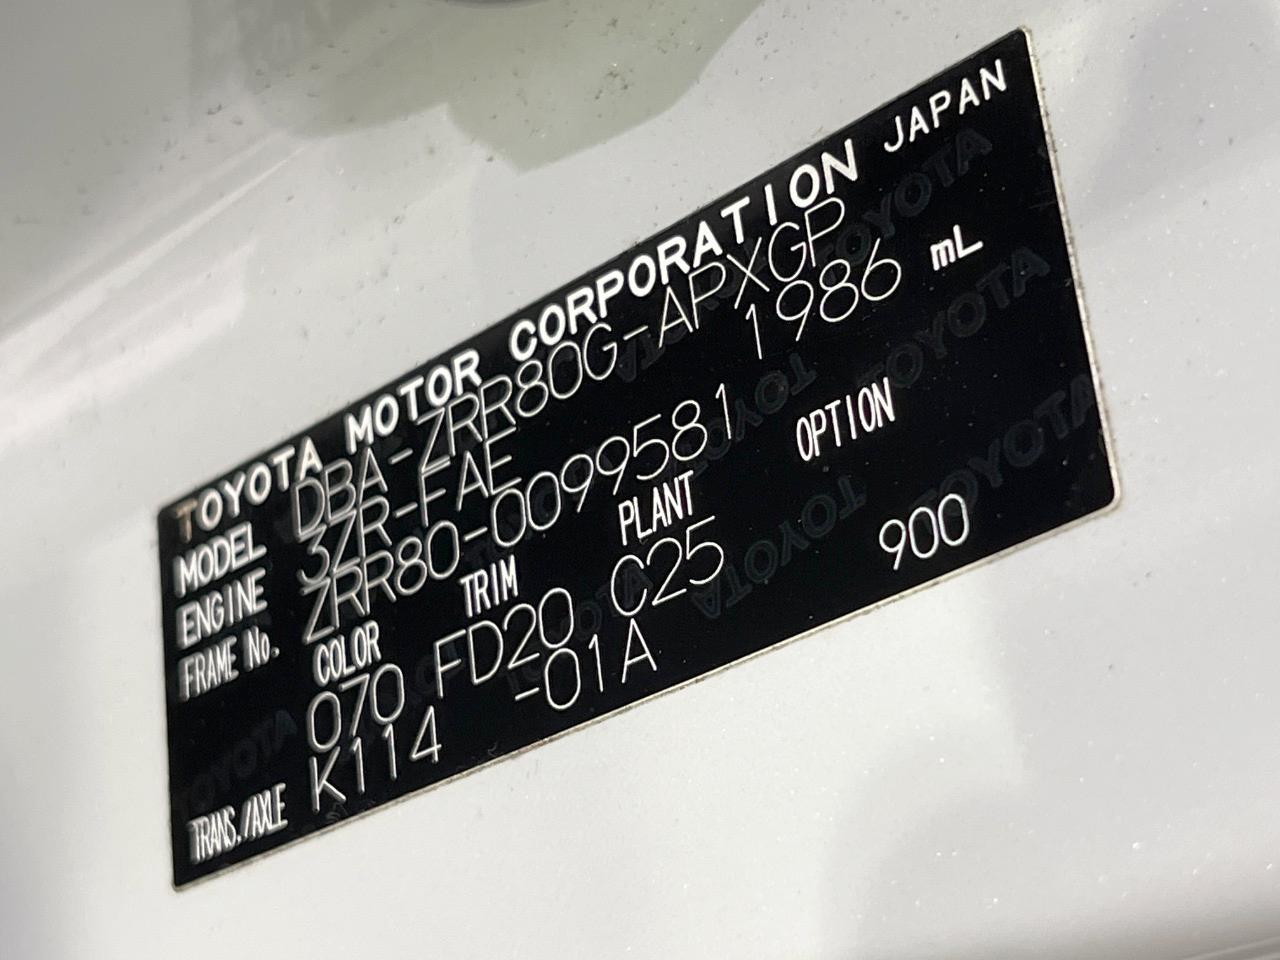 TOYOTA MOTOR CORPORATION JAPAN
MODEL DBA-ZRR80G-APXGP
ENGINE 3ZR-FAE 1986 mL
FRAME No. ZRR80-0099581
COLOR TRIM PLANT OPTION
070 FD20 C25 900
TRANS./AXLE K114 -01A